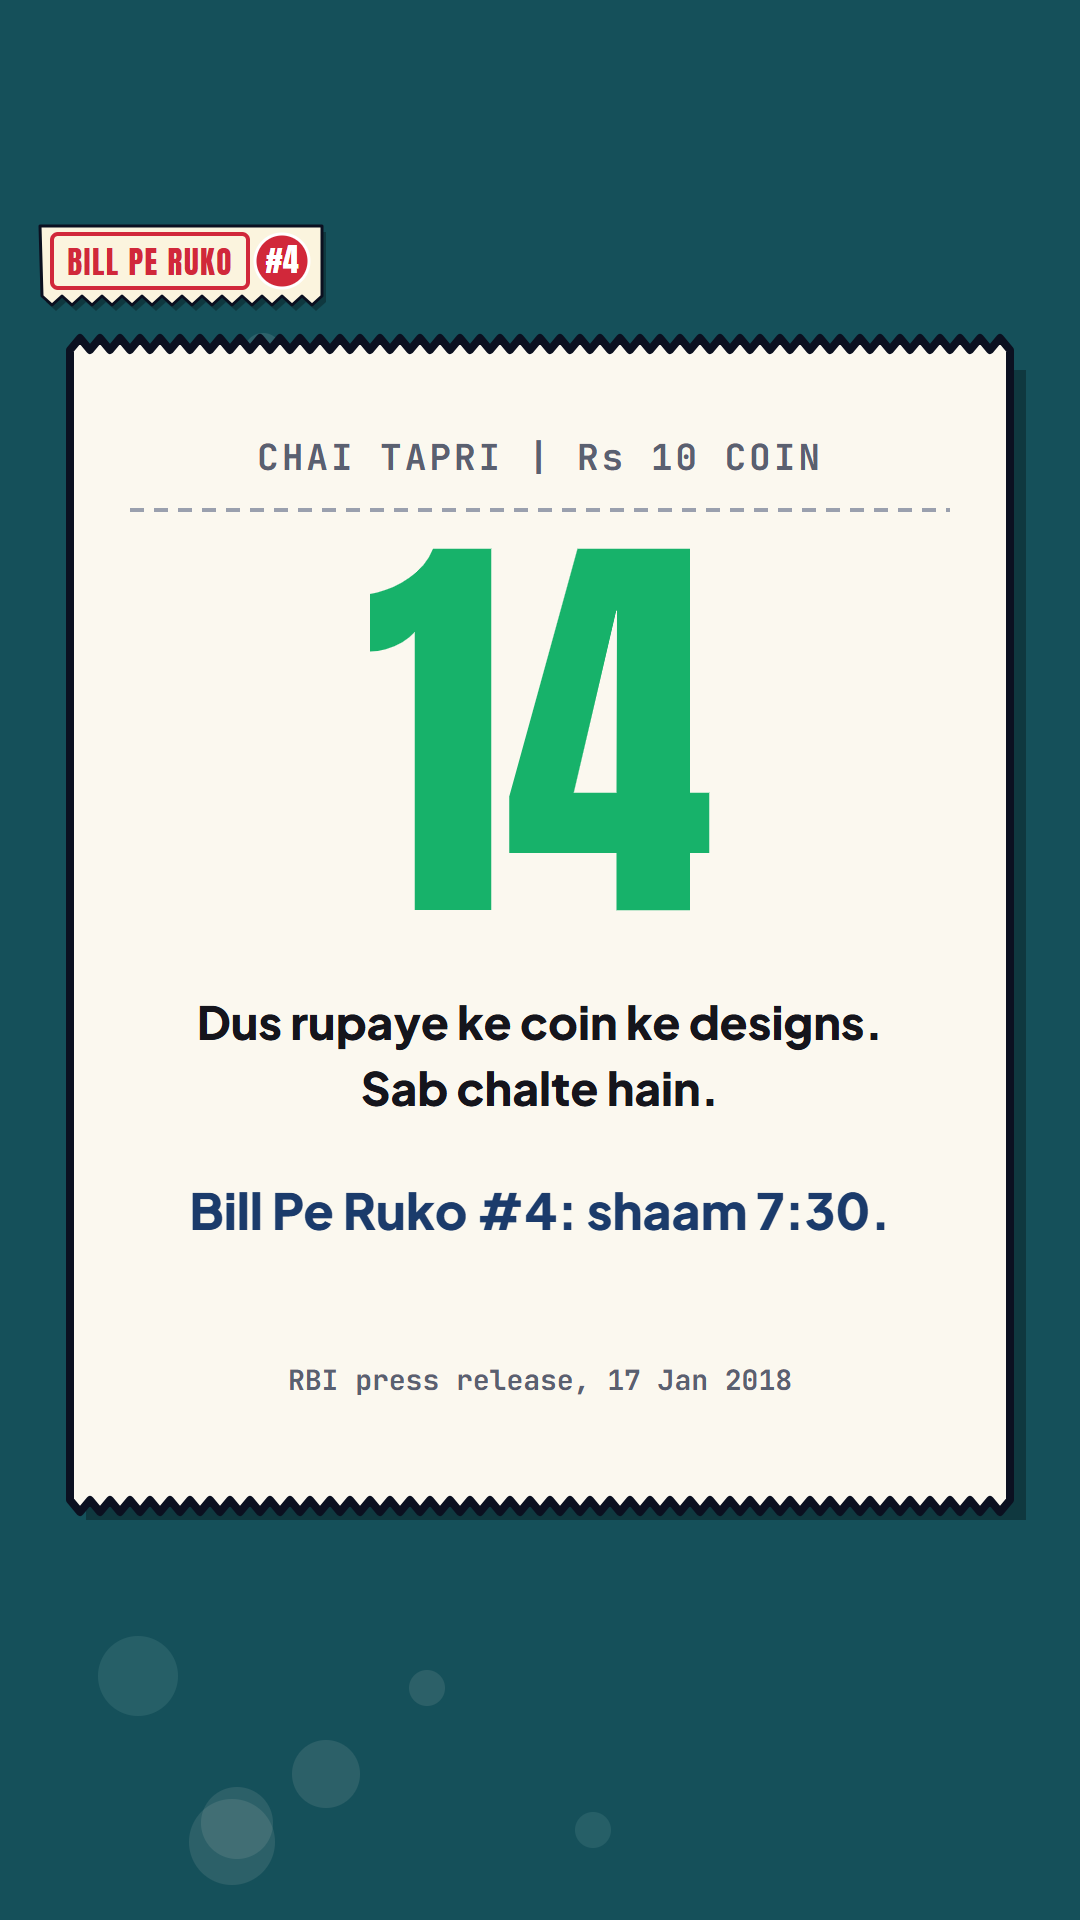 BILL PE RUKO #4
CHAI TAPRI | Rs 10 COIN
14
Dus rupaye ke coin ke designs.
Sab chalte hain.
Bill Pe Ruko #4: shaam 7:30.
RBI press release, 17 Jan 2018